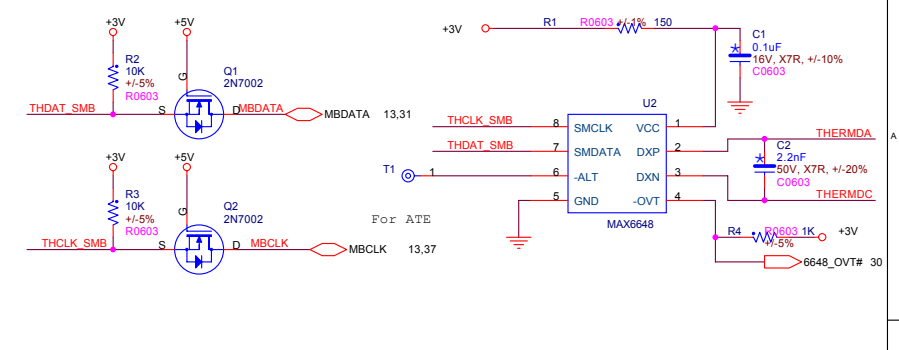 +3V
+5V
R2
10K
+/-5%
R0603
G
Q1
2N7002
THDAT_SMB
S
D
MBDATA
MBDATA 13,31
+3V
+5V
R3
10K
+/-5%
R0603
G
Q2
2N7002
THCLK_SMB
S
D
MBCLK
MBCLK 13,37
For ATE
+3V
R1
R0603
+/-1%
150
C1
0.1uF
16V, X7R, +/-10%
C0603
U2
THCLK_SMB
8
SMCLK
VCC
1
THDAT_SMB
7
SMDATA
DXP
2
THERMDA
T1
1
6
-ALT
DXN
3
C2
2.2nF
50V, X7R, +/-20%
C0603
THERMDC
5
GND
-OVT
4
MAX6648
R4
R0603
1K
+/-5%
+3V
6648_OVT# 30
A